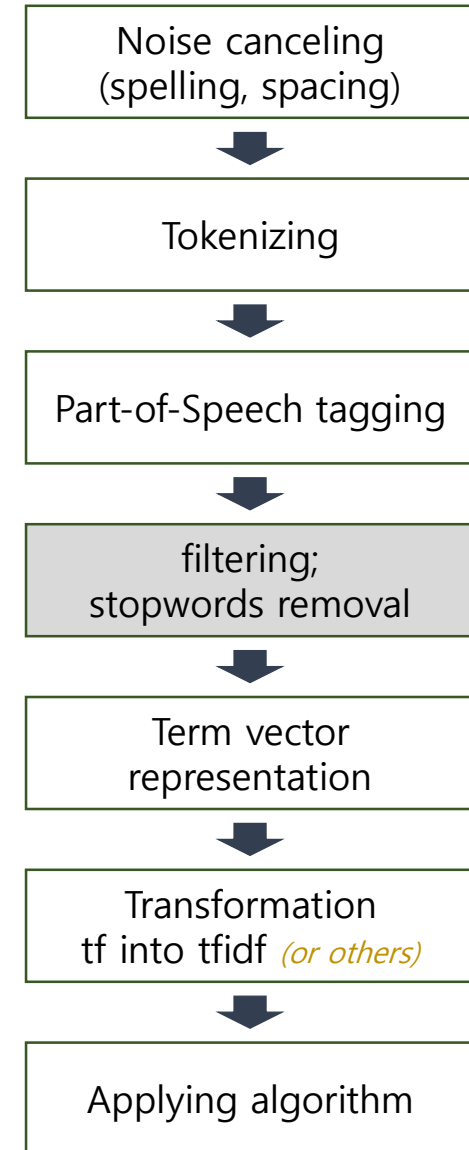 Noise canceling
(spelling, spacing)
Tokenizing
Part-of-Speech tagging
filtering;
stopwords removal
Term vector
representation
Transformation
tf into tfidf (or others)
Applying algorithm